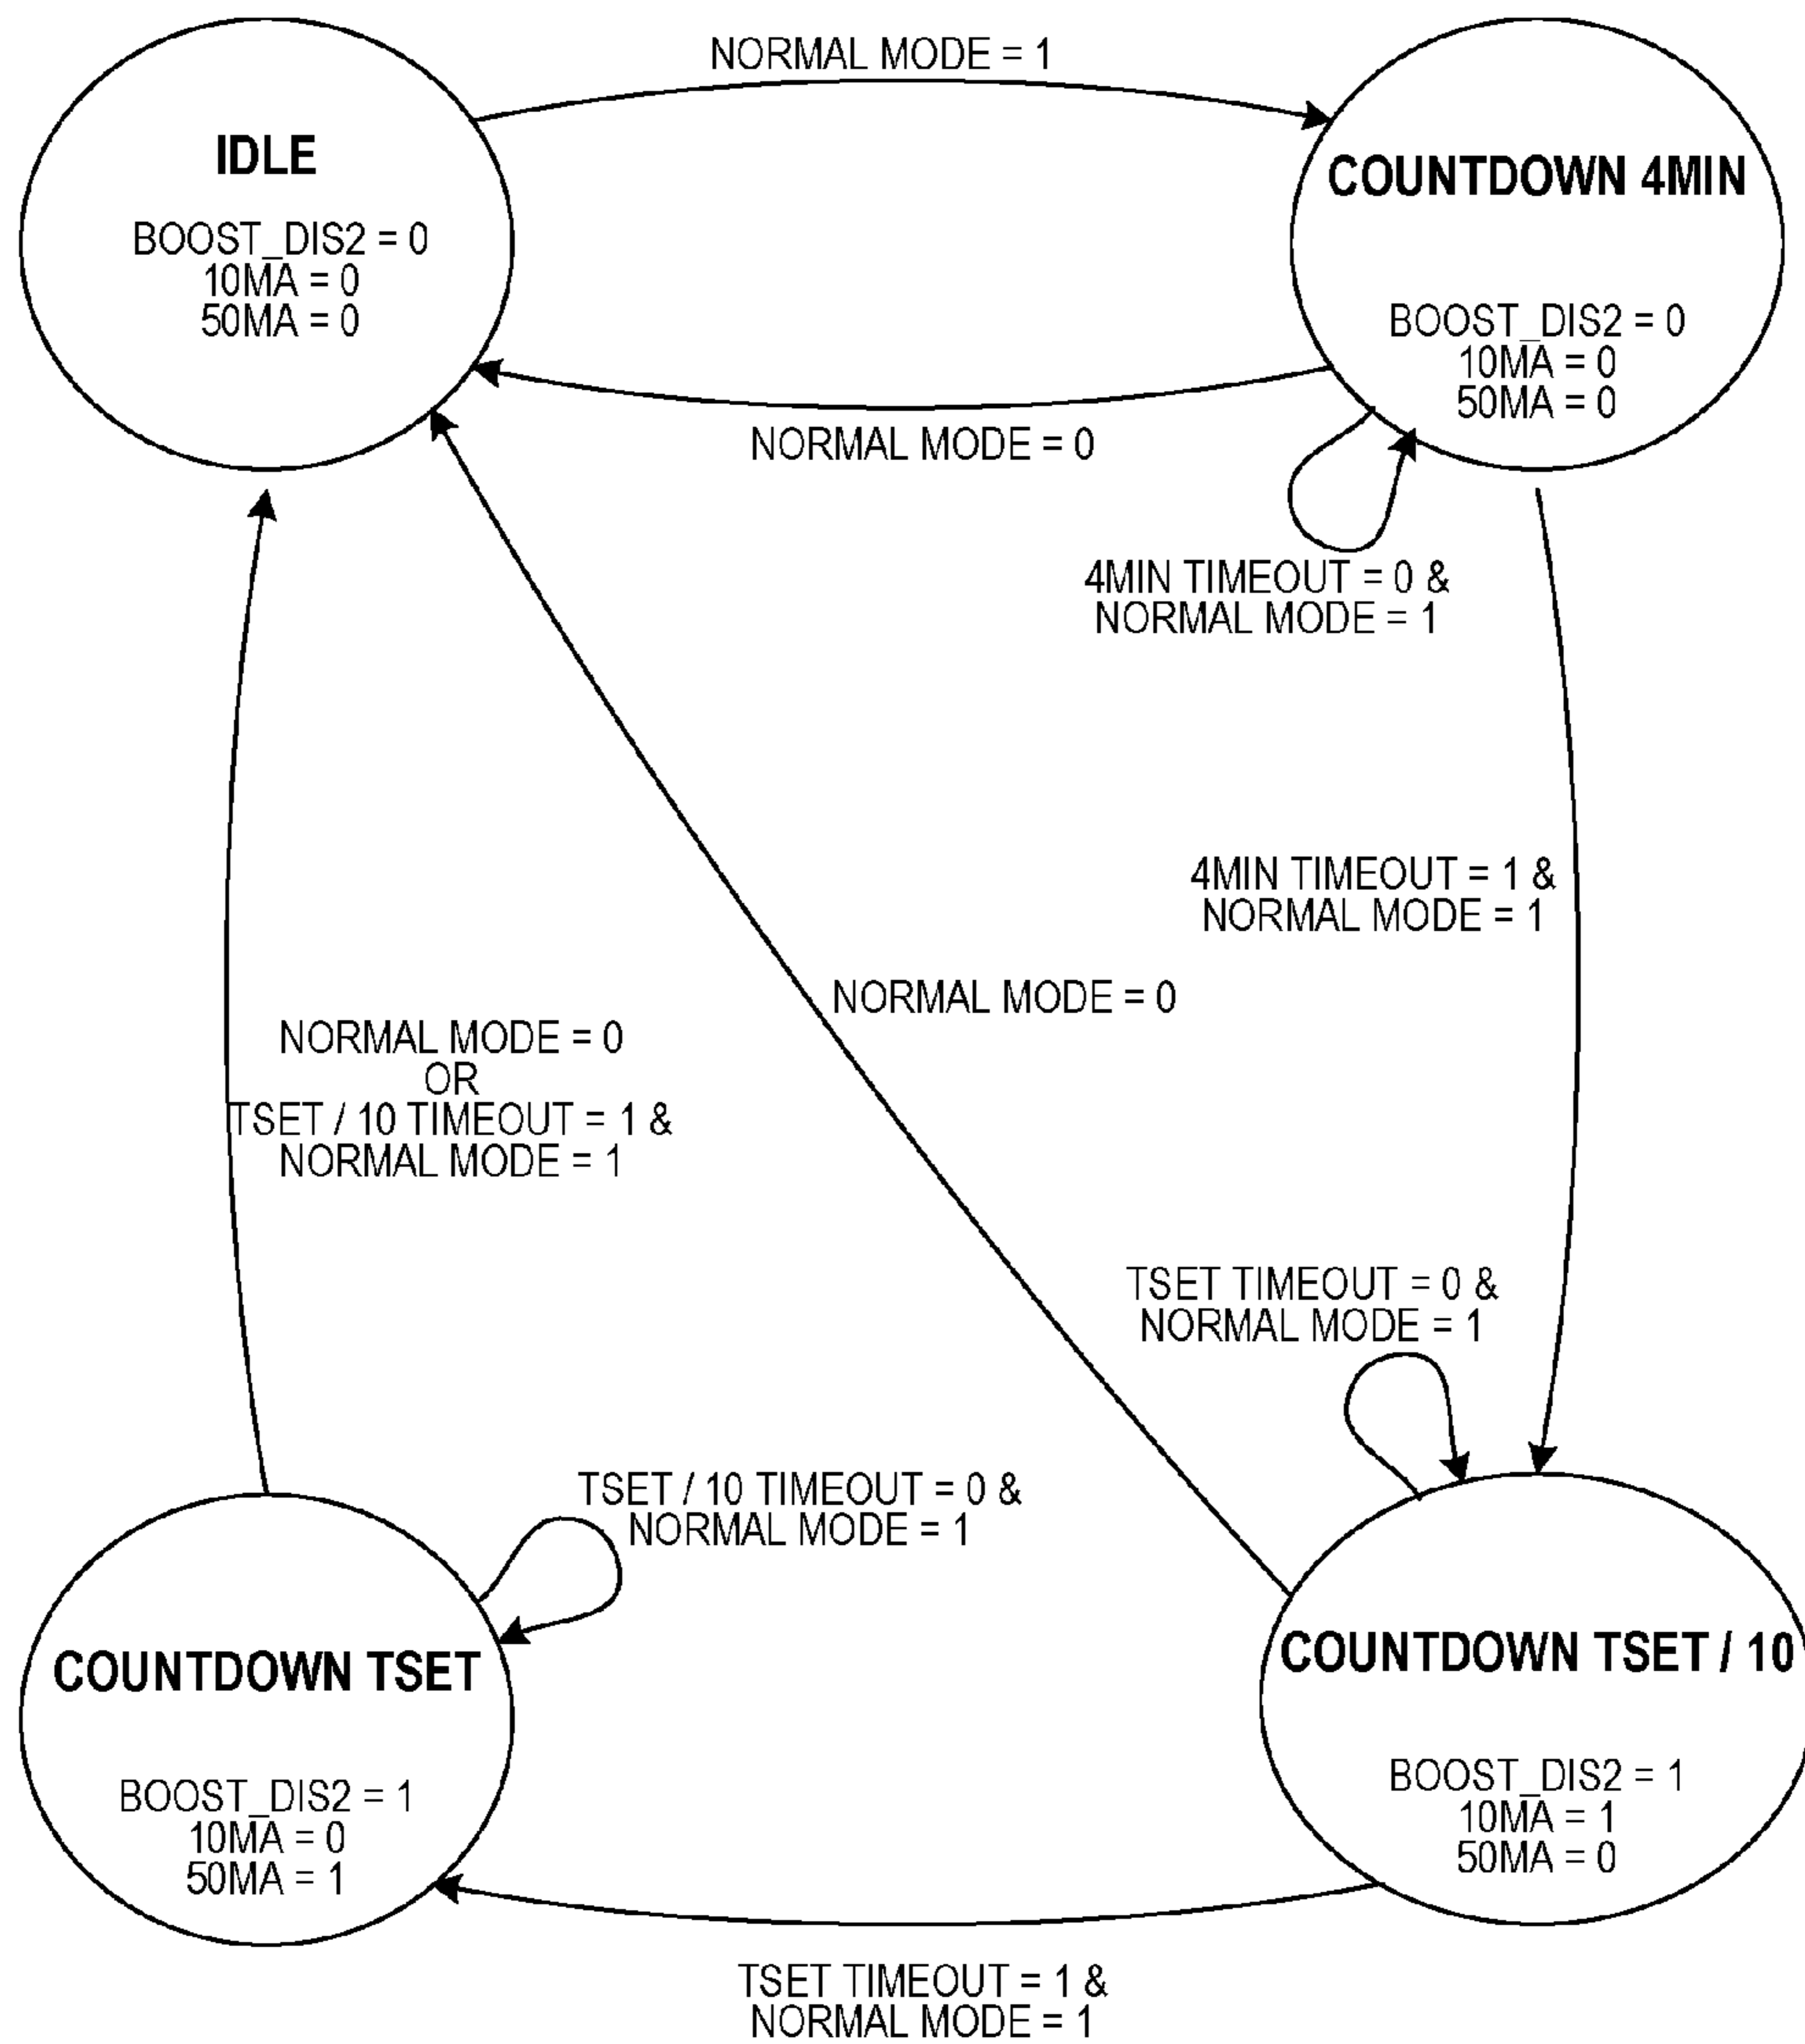 NORMAL MODE = 1
IDLE
BOOST_DIS2 = 0
10MA = 0
50MA = 0
COUNTDOWN 4MIN
BOOST_DIS2 = 0
10MA = 0
50MA = 0
NORMAL MODE = 0
4MIN TIMEOUT = 0 &
NORMAL MODE = 1
4MIN TIMEOUT = 1 &
NORMAL MODE = 1
NORMAL MODE = 0
NORMAL MODE = 0
OR
TSET / 10 TIMEOUT = 1 &
NORMAL MODE = 1
TSET TIMEOUT = 0 &
NORMAL MODE = 1
TSET / 10 TIMEOUT = 0 &
NORMAL MODE = 1
COUNTDOWN TSET
BOOST_DIS2 = 1
10MA = 0
50MA = 1
COUNTDOWN TSET / 10
BOOST_DIS2 = 1
10MA = 1
50MA = 0
TSET TIMEOUT = 1 &
NORMAL MODE = 1